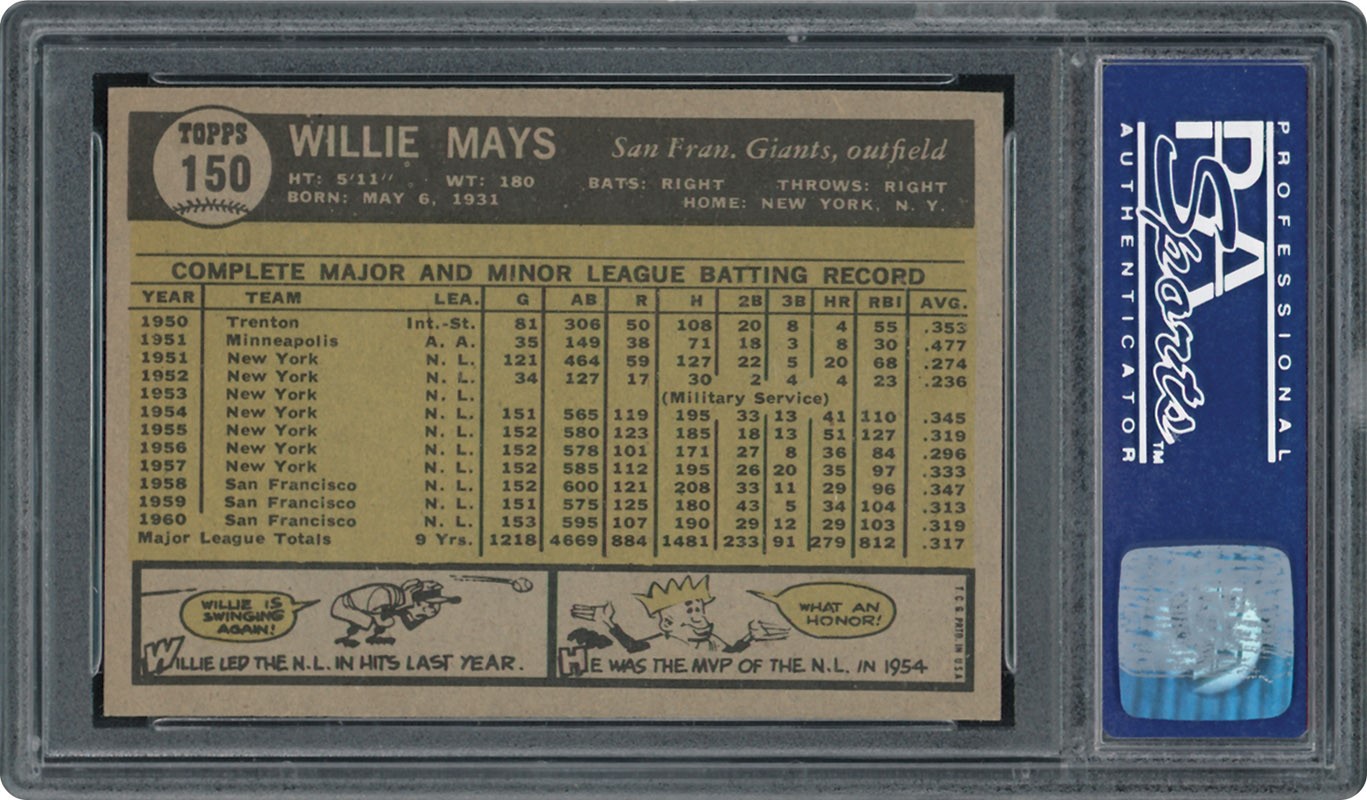 TOPPS
150
WILLIE MAYS
San Fran. Giants, outfield
HT: 5'11" WT: 180 BATS: RIGHT THROWS: RIGHT
BORN: MAY 6, 1931 HOME: NEW YORK, N. Y.
COMPLETE MAJOR AND MINOR LEAGUE BATTING RECORD
YEAR TEAM LEA. G AB R H 2B 3B HR RBI AVG.
1950 Trenton Int.-St. 81 306 50 108 20 8 4 55 .353
1951 Minneapolis A. A. 35 149 38 71 18 3 8 30 .477
1951 New York N. L. 121 464 59 127 22 5 20 68 .274
1952 New York N. L. 34 127 17 30 2 4 4 23 .236
1953 New York N. L. (Military Service)
1954 New York N. L. 151 565 119 195 33 13 41 110 .345
1955 New York N. L. 152 580 123 185 18 13 51 127 .319
1956 New York N. L. 152 578 101 171 27 8 36 84 .296
1957 New York N. L. 152 585 112 195 26 20 35 97 .333
1958 San Francisco N. L. 152 600 121 208 33 11 29 96 .347
1959 San Francisco N. L. 151 575 125 180 43 5 34 104 .313
1960 San Francisco N. L. 153 595 107 190 29 12 29 103 .319
Major League Totals 9 Yrs. 1218 4669 884 1481 233 91 279 812 .317
WILLIE IS
SWINGING
AGAIN!
WILLIE LED THE N.L. IN HITS LAST YEAR.
WHAT AN
HONOR!
HE WAS THE MVP OF THE N.L. IN 1954
T.C.G. PRTD. IN U.S.A.
PROFESSIONAL
PSA
Sports™
AUTHENTICATOR